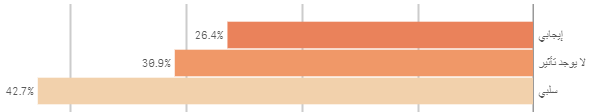 إيجابي 26.4%
لا يوجد تأثير 30.9%
سلبي 42.7%